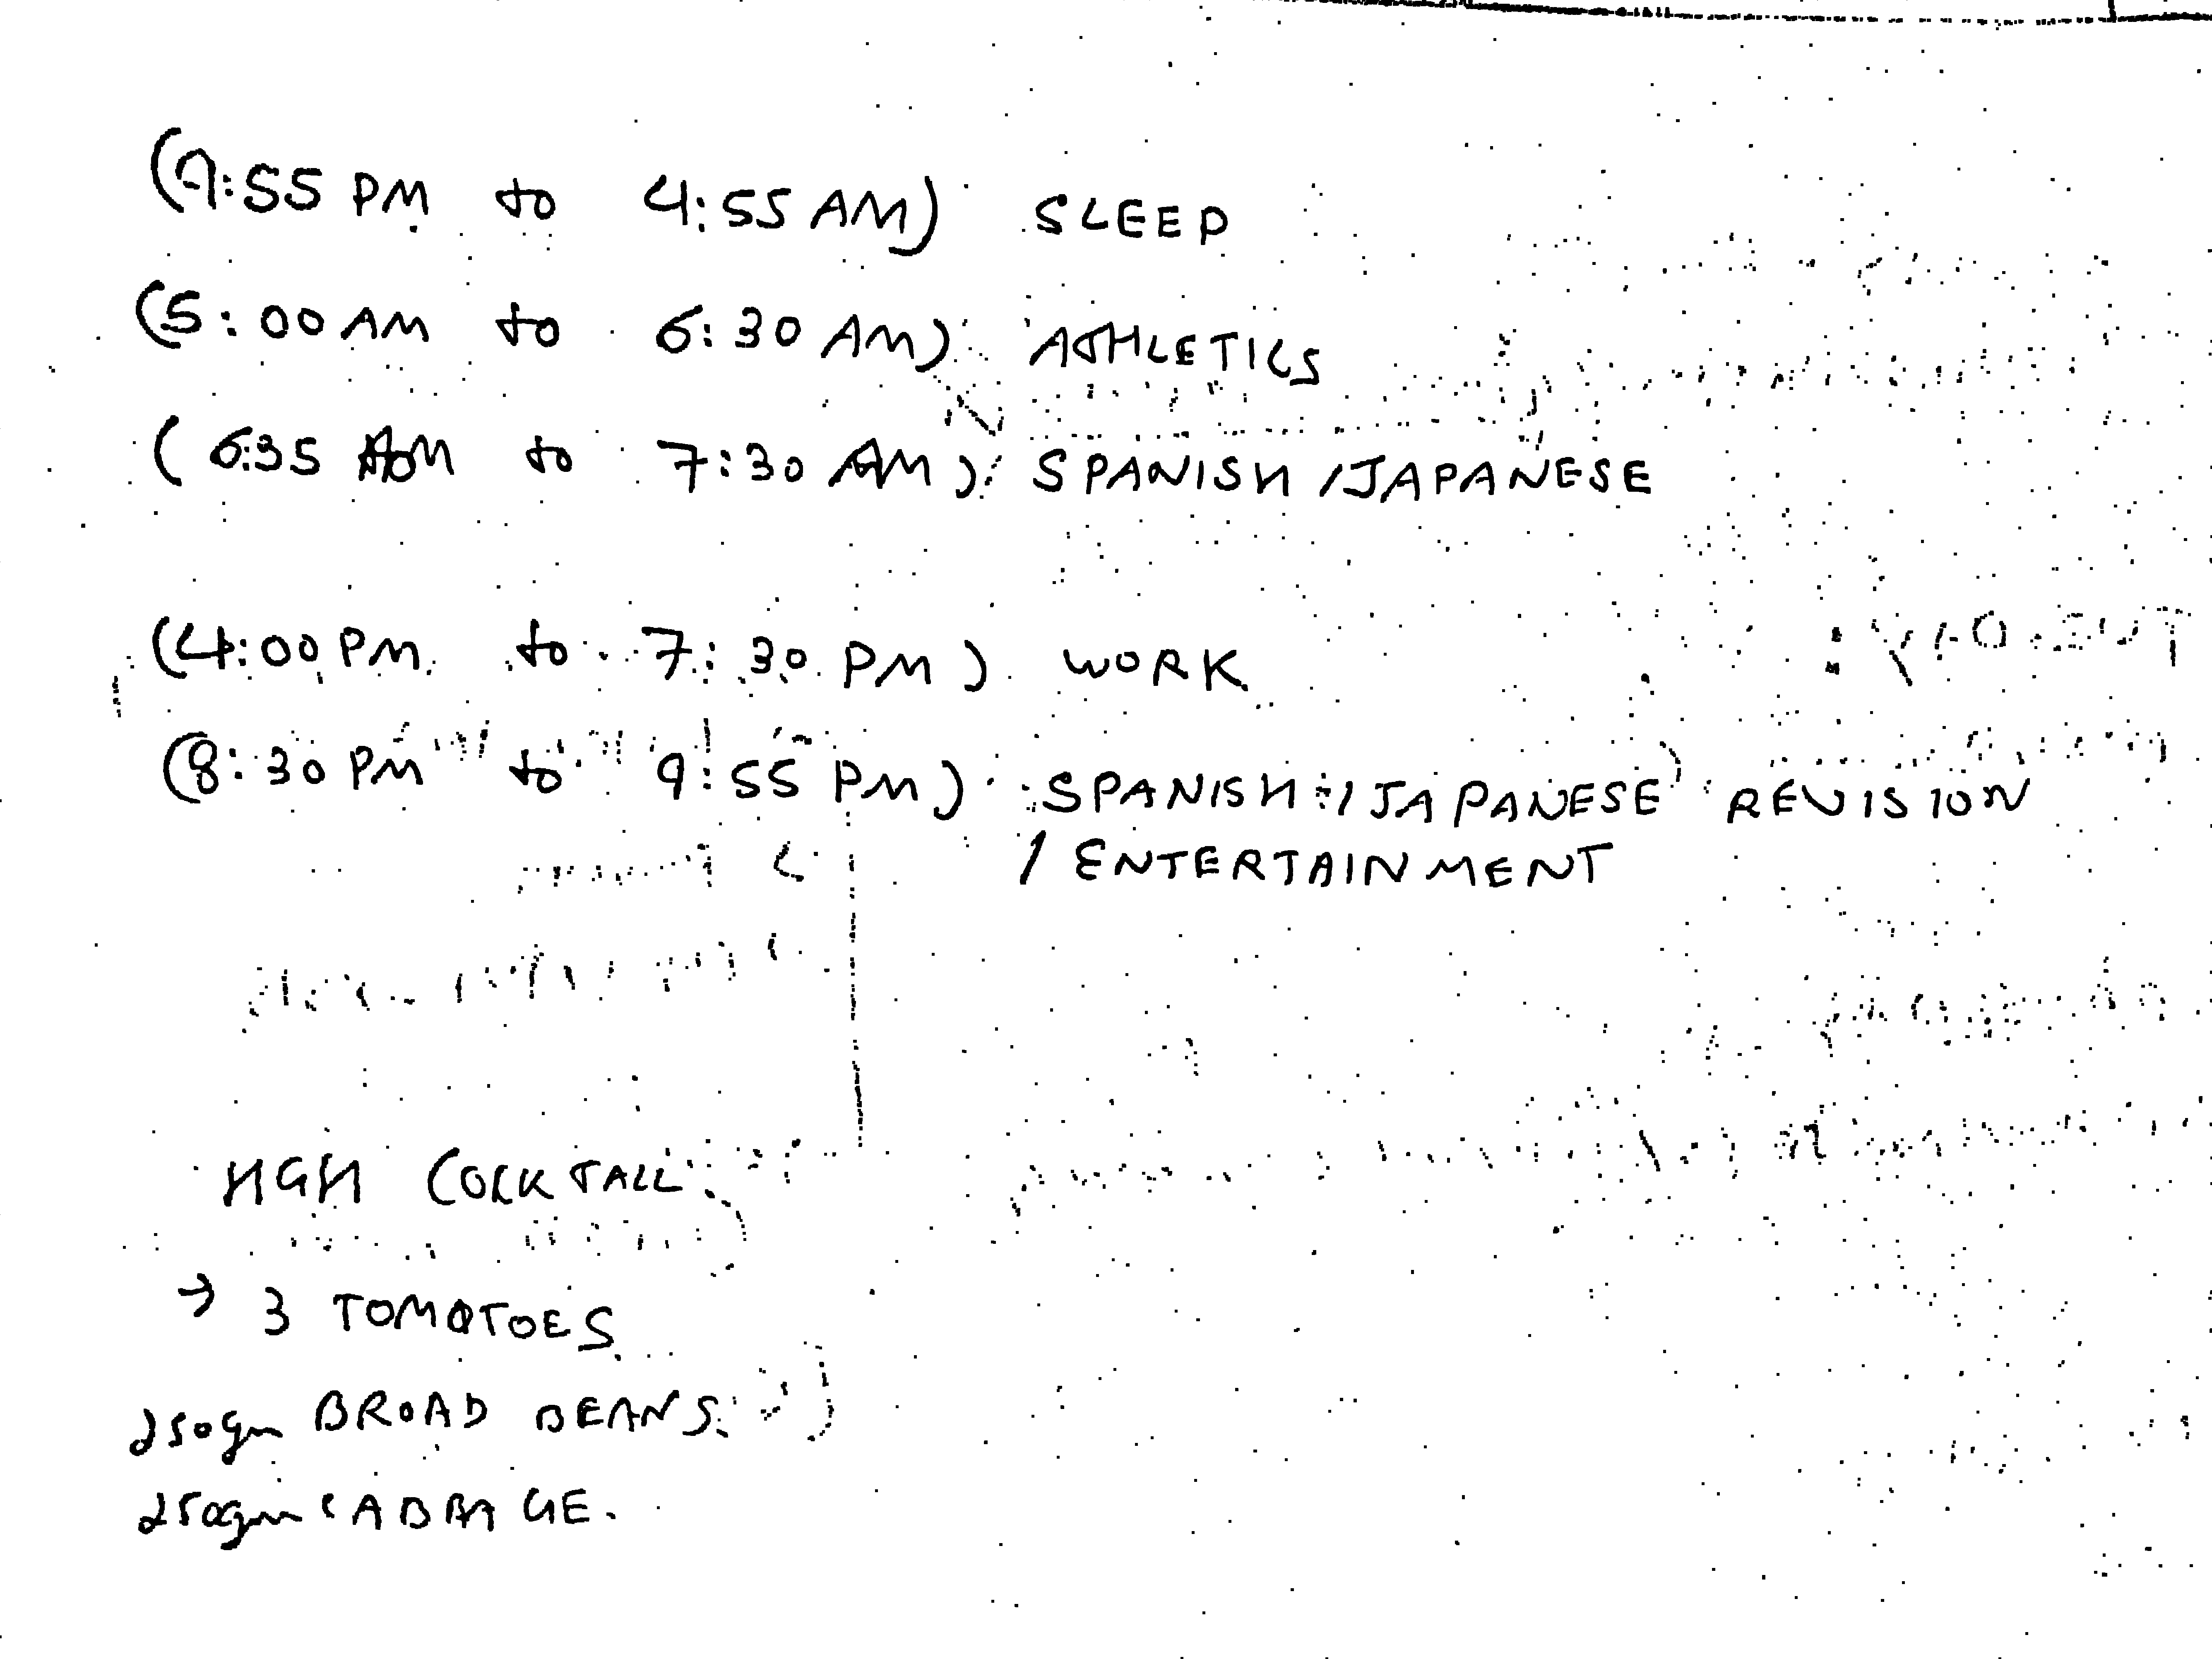 (9:55 PM to 4:55 AM) SLEEP
(5:00 AM to 6:30 AM) ATHLETICS
(6:35 AM to 7:30 AM) SPANISH / JAPANESE
(4:00 PM to 7:30 PM) WORK
(8:30 PM to 9:55 PM) SPANISH / JAPANESE REVISION
/ ENTERTAINMENT
HGH COCKTALL
→ 3 TOMATOES
250gm BROAD BEANS
250gm CABBAGE.